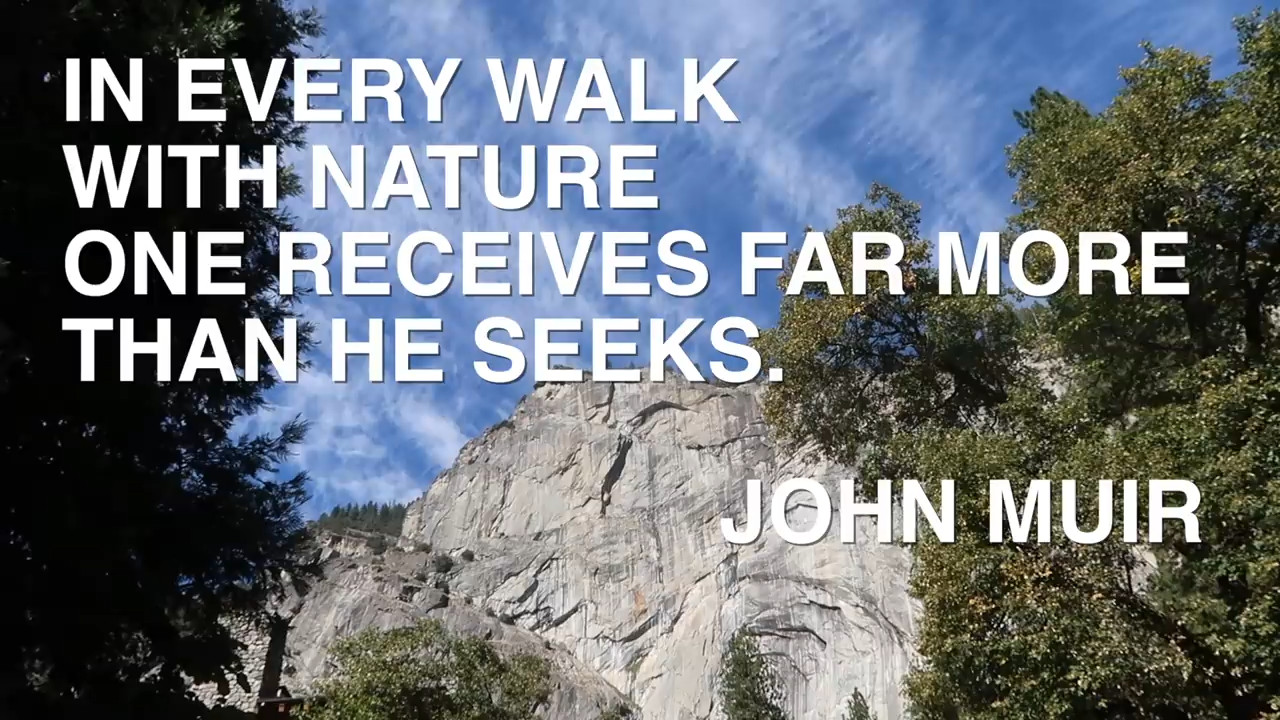 IN EVERY WALK
WITH NATURE
ONE RECEIVES FAR MORE
THAN HE SEEKS.
JOHN MUIR